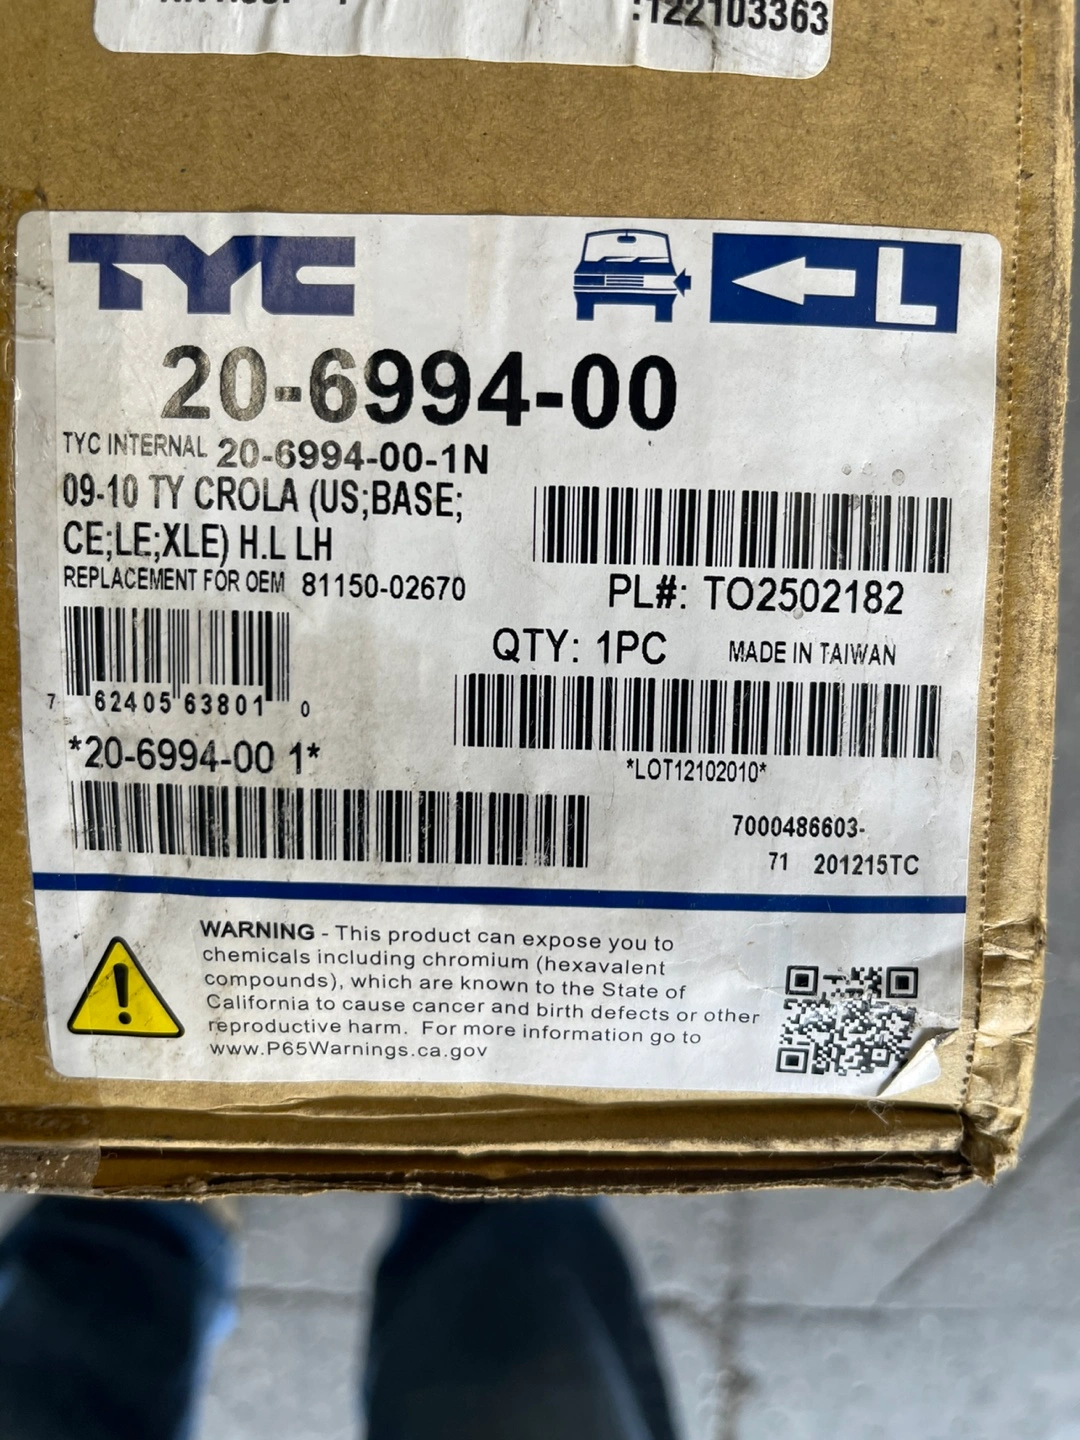 :122103363
TYC
L
20-6994-00
TYC INTERNAL 20-6994-00-1N
09-10 TY CROLA (US;BASE;
CE;LE;XLE) H.L LH
REPLACEMENT FOR OEM 81150-02670
PL#: TO2502182
QTY: 1PC MADE IN TAIWAN
7 62405 63801 0
*20-6994-00 1*
*LOT12102010*
7000486603-
71 201215TC
WARNING - This product can expose you to
chemicals including chromium (hexavalent
compounds), which are known to the State of
California to cause cancer and birth defects or other
reproductive harm. For more information go to
www.P65Warnings.ca.gov